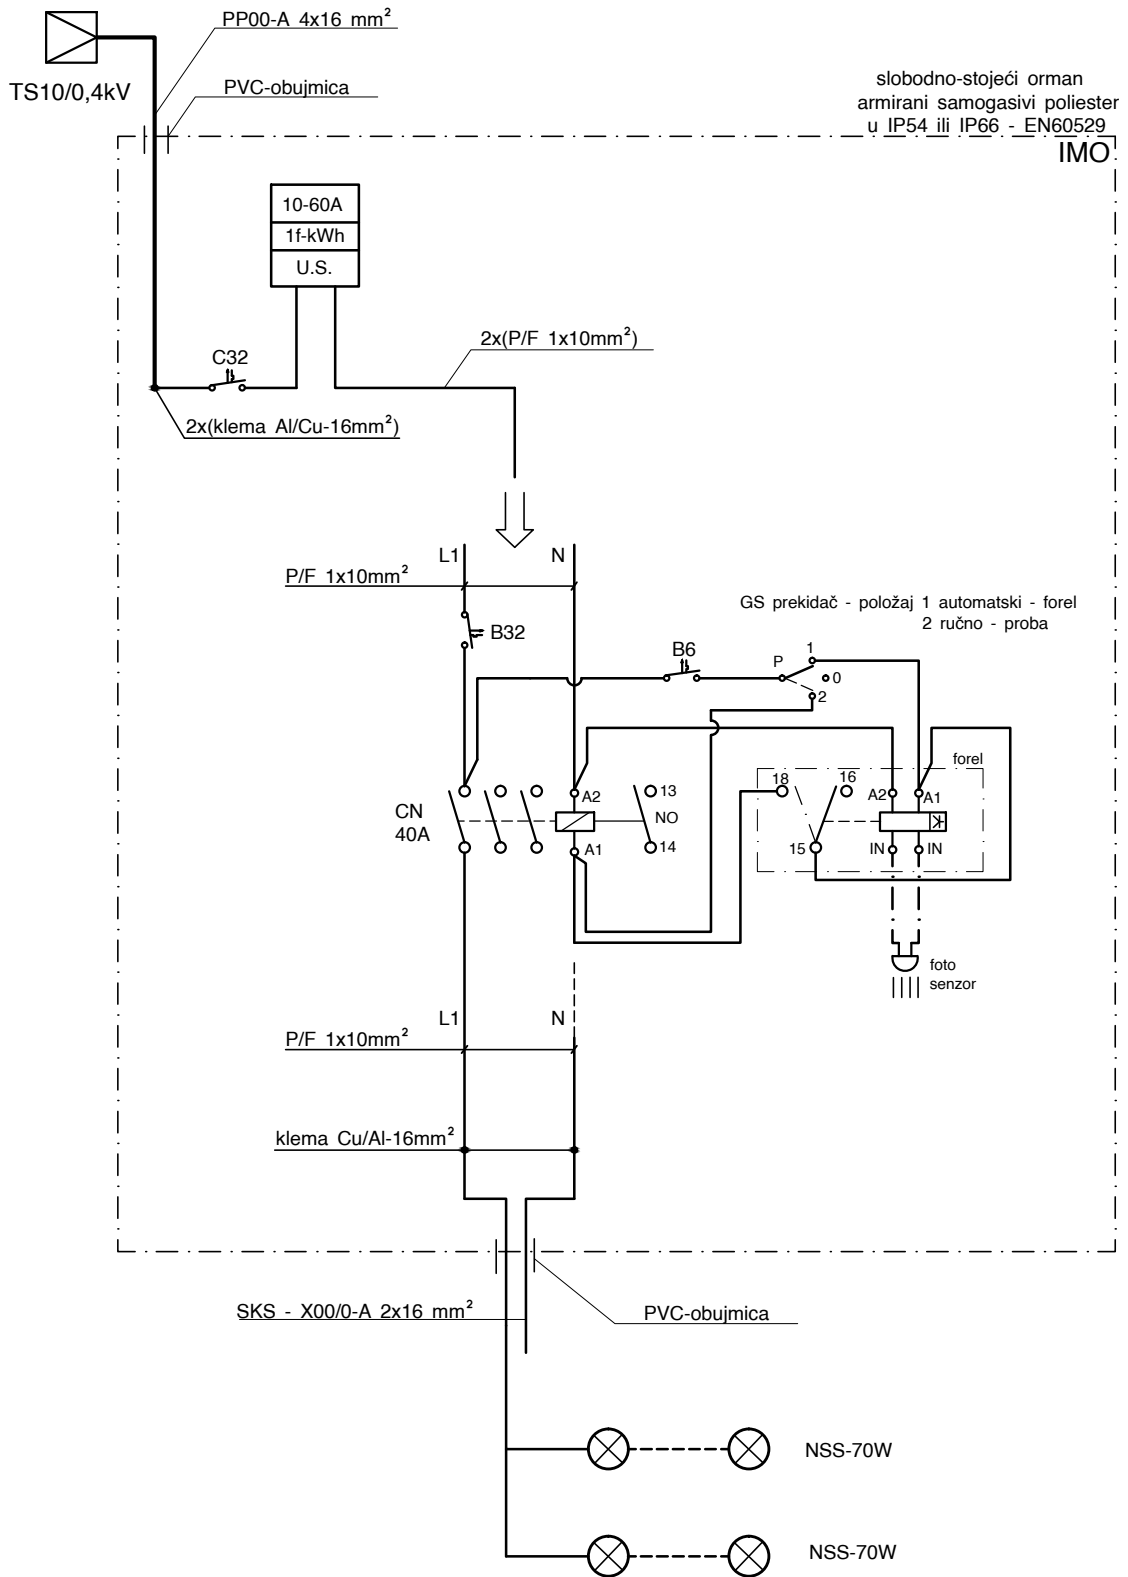 PP00-A 4x16 mm²
TS10/0,4kV
PVC-obujmica
slobodno-stojeći orman
armirani samogasivi poliester
u IP54 ili IP66 - EN60529
IMO
10-60A
1f-kWh
U.S.
2x(P/F 1x10mm²)
C32
2x(klema Al/Cu-16mm²)
L1
N
P/F 1x10mm²
GS prekidač - položaj 1 automatski - forel
2 ručno - proba
B32
B6
P
1
0
2
forel
CN
40A
A2
A1
13
NO
14
18
16
15
A2
A1
IN
IN
foto
senzor
L1
N
P/F 1x10mm²
klema Cu/Al-16mm²
SKS - X00/0-A 2x16 mm²
PVC-obujmica
NSS-70W
NSS-70W